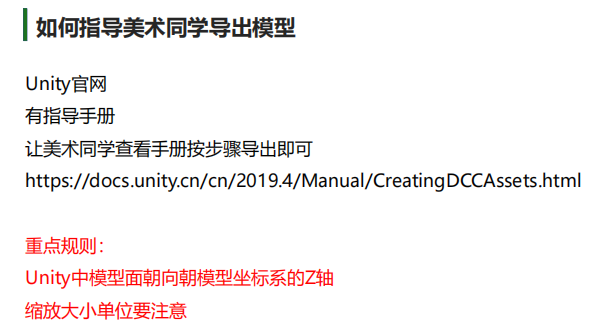 如何指导美术同学导出模型
Unity官网
有指导手册
让美术同学查看手册按步骤导出即可
https://docs.unity.cn/cn/2019.4/Manual/CreatingDCCAssets.html
重点规则：
Unity中模型面朝向朝模型坐标系的Z轴
缩放大小单位要注意